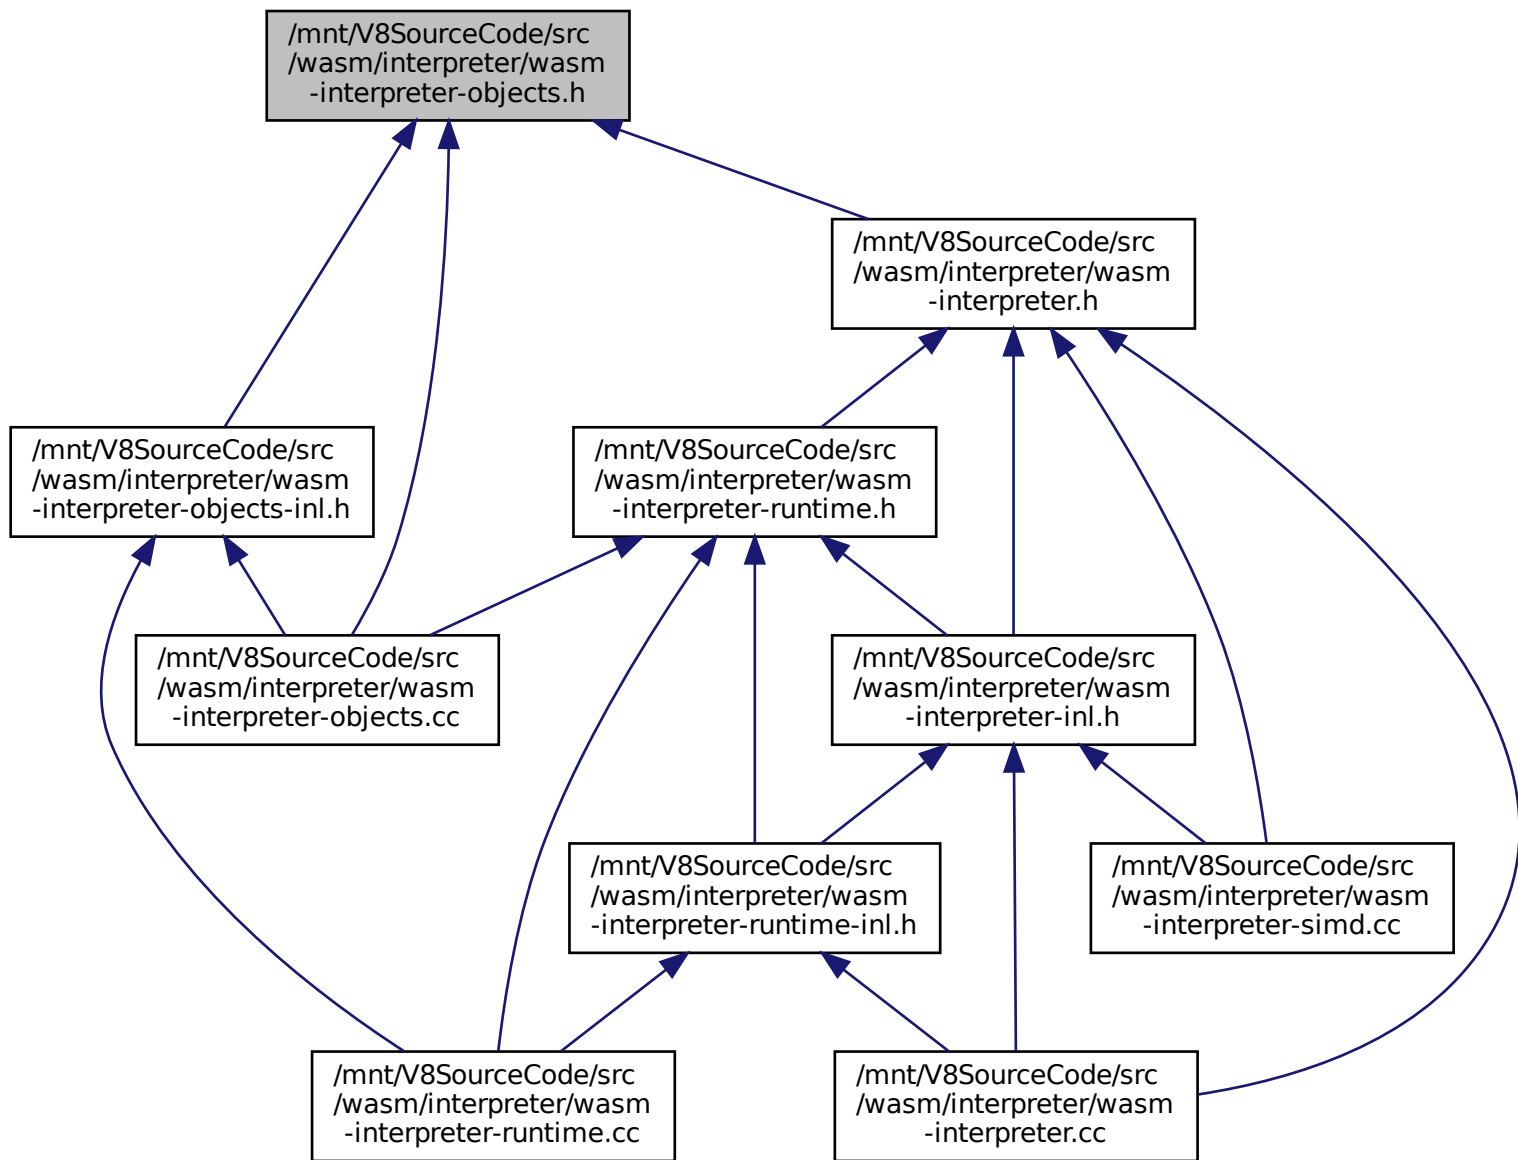 /mnt/V8SourceCode/src
/wasm/interpreter/wasm
-interpreter-objects.h
/mnt/V8SourceCode/src
/wasm/interpreter/wasm
-interpreter.h
/mnt/V8SourceCode/src
/wasm/interpreter/wasm
-interpreter-objects-inl.h
/mnt/V8SourceCode/src
/wasm/interpreter/wasm
-interpreter-runtime.h
/mnt/V8SourceCode/src
/wasm/interpreter/wasm
-interpreter-objects.cc
/mnt/V8SourceCode/src
/wasm/interpreter/wasm
-interpreter-inl.h
/mnt/V8SourceCode/src
/wasm/interpreter/wasm
-interpreter-runtime-inl.h
/mnt/V8SourceCode/src
/wasm/interpreter/wasm
-interpreter-simd.cc
/mnt/V8SourceCode/src
/wasm/interpreter/wasm
-interpreter-runtime.cc
/mnt/V8SourceCode/src
/wasm/interpreter/wasm
-interpreter.cc